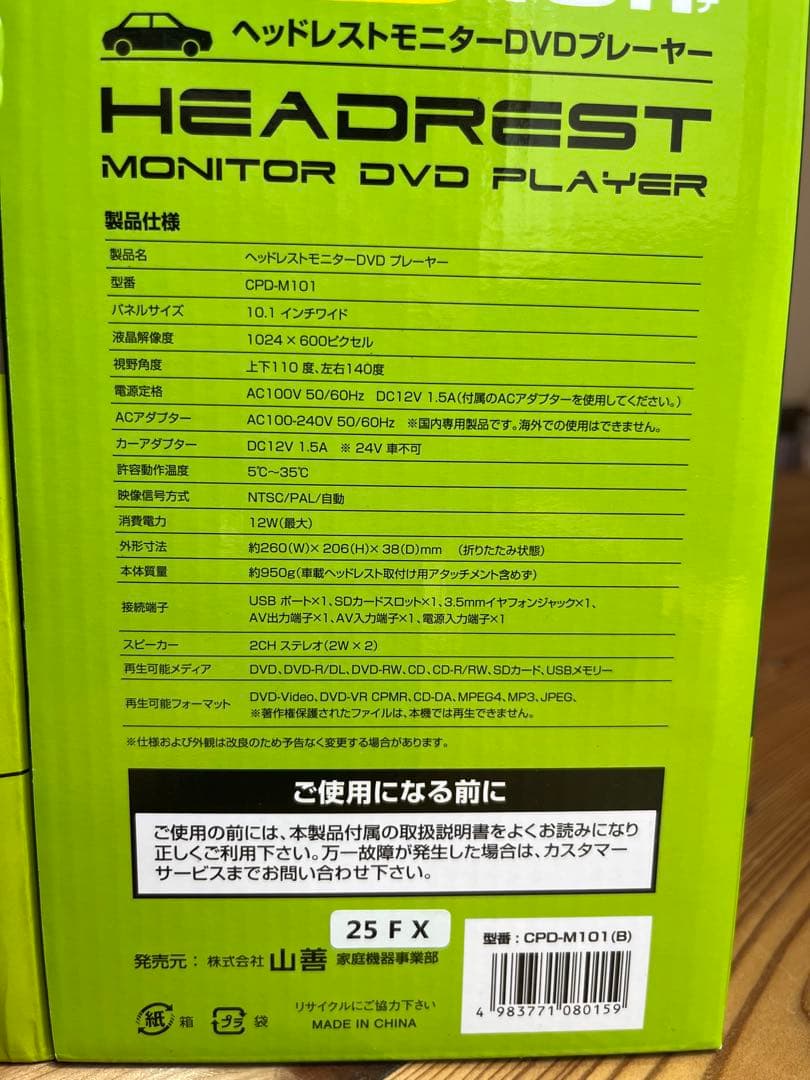 ヘッドレストモニターDVDプレーヤー
HEADREST
MONITOR DVD PLAYER
製品仕様
製品名 ヘッドレストモニターDVD プレーヤー
型番 CPD-M101
パネルサイズ 10.1 インチワイド
液晶解像度 1024×600ピクセル
視野角度 上下110 度、左右140度
電源定格 AC100V 50/60Hz DC12V 1.5A(付属のACアダプターを使用してください。)
ACアダプター AC100-240V 50/60Hz ※国内専用製品です。海外での使用はできません。
カーアダプター DC12V 1.5A ※ 24V 車不可
許容動作温度 5℃〜35℃
映像信号方式 NTSC/PAL/自動
消費電力 12W(最大)
外形寸法 約260(W)×206(H)×38(D)mm (折りたたみ状態)
本体質量 約950g(車載ヘッドレスト取付け用アタッチメント含めず)
接続端子 USB ポート×1、SDカードスロット×1、3.5mmイヤフォンジャック×1、
AV出力端子×1、AV入力端子×1、電源入力端子×1
スピーカー 2CH ステレオ(2W×2)
再生可能メディア DVD、DVD-R/DL、DVD-RW、CD、CD-R/RW、SDカード、USBメモリー
再生可能フォーマット DVD-Video、DVD-VR CPMR、CD-DA、MPEG4、MP3、JPEG、
※著作権保護されたファイルは、本機では再生できません。
※仕様および外観は改良のため予告なく変更する場合があります。
ご使用になる前に
ご使用の前には、本製品付属の取扱説明書をよくお読みになり
正しくご利用下さい。万一故障が発生した場合は、カスタマー
サービスまでお問い合わせ下さい。
25 F X
発売元: 株式会社 山善 家庭機器事業部
型番:CPD-M101(B)
4 983771 080159
紙 箱 プラ 袋
リサイクルにご協力下さい
MADE IN CHINA